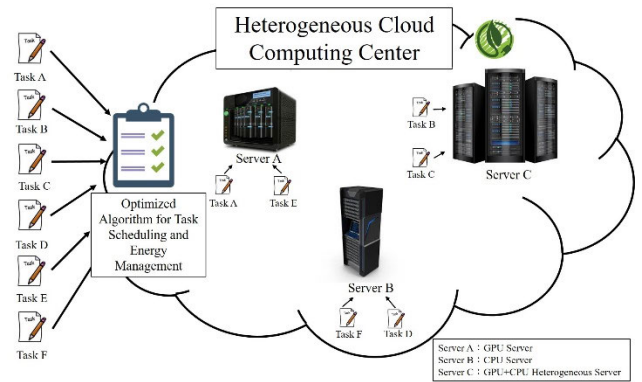 Heterogeneous Cloud
Computing Center
Task
Task A
Task
Task B
Task
Task C
Task
Task D
Task
Task E
Task
Task F
Optimized
Algorithm for Task
Scheduling and
Energy
Management
Server A
Task
Task A
Task
Task E
Server B
Task
Task F
Task
Task D
Task
Task B
Task
Task C
Server C
Server A：GPU Server
Server B：CPU Server
Server C：GPU+CPU Heterogeneous Server